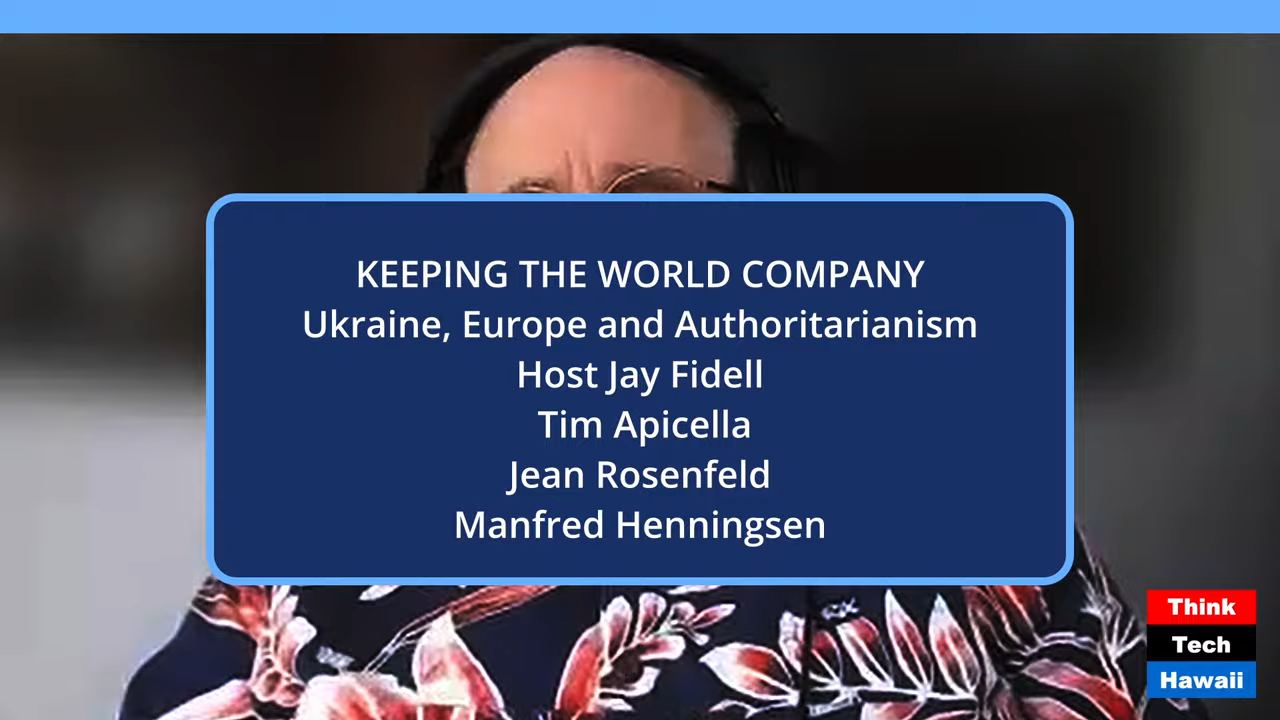 KEEPING THE WORLD COMPANY
Ukraine, Europe and Authoritarianism
Host Jay Fidell
Tim Apicella
Jean Rosenfeld
Manfred Henningsen
Think
Tech
Hawaii